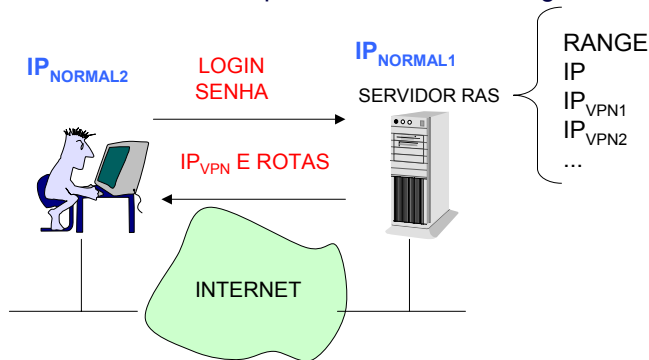 IPNORMAL2
LOGIN
SENHA
IPNORMAL1
SERVIDOR RAS
RANGE
IP
IPVPN1
IPVPN2
...
IPVPN E ROTAS
INTERNET